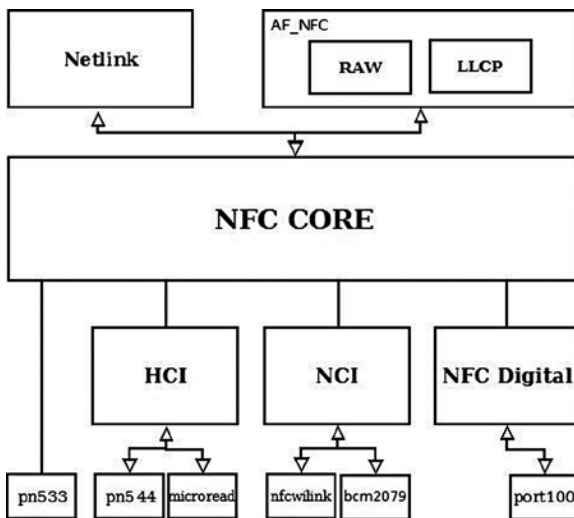 AF_NFC
Netlink
RAW
LLCP
NFC CORE
HCI
NCI
NFC Digital
pn533
pn544
microread
nfcwilink
bcm2079
port100